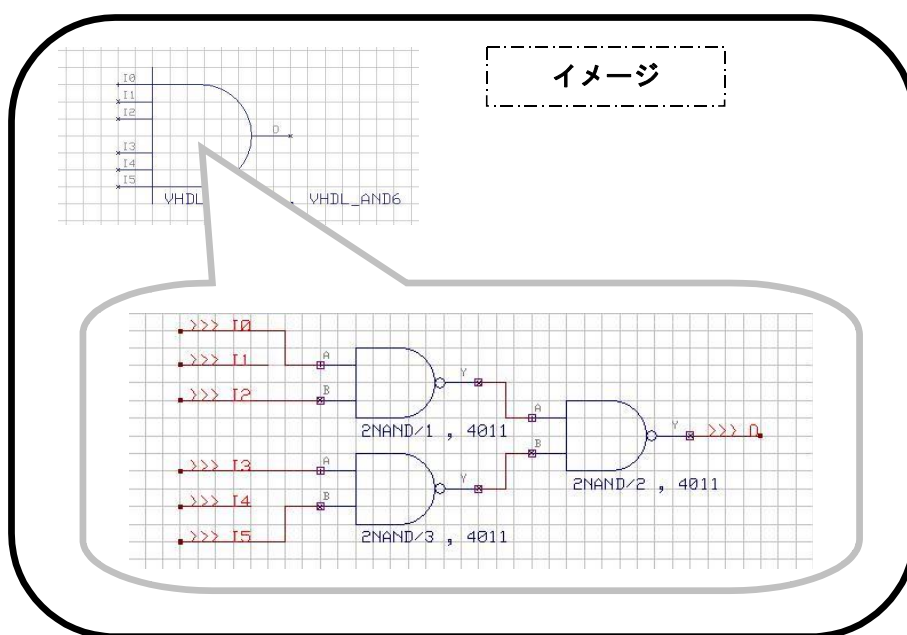 イメージ
I0
I1
I2
I3
I4
I5
O
VHDL
VHDL_AND6
>>> I0
>>> I1
>>> I2
>>> I3
>>> I4
>>> I5
A
B
Y
2NAND/1 , 4011
A
B
Y
2NAND/3 , 4011
A
B
Y
2NAND/2 , 4011
>>> O